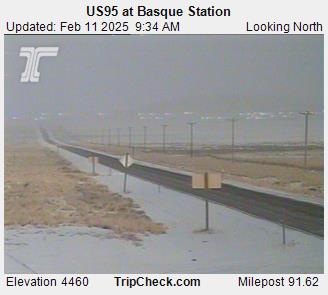 US95 at Basque Station
Updated: Feb 11 2025 9:34 AM Looking North
Elevation 4460 TripCheck.com Milepost 91.62